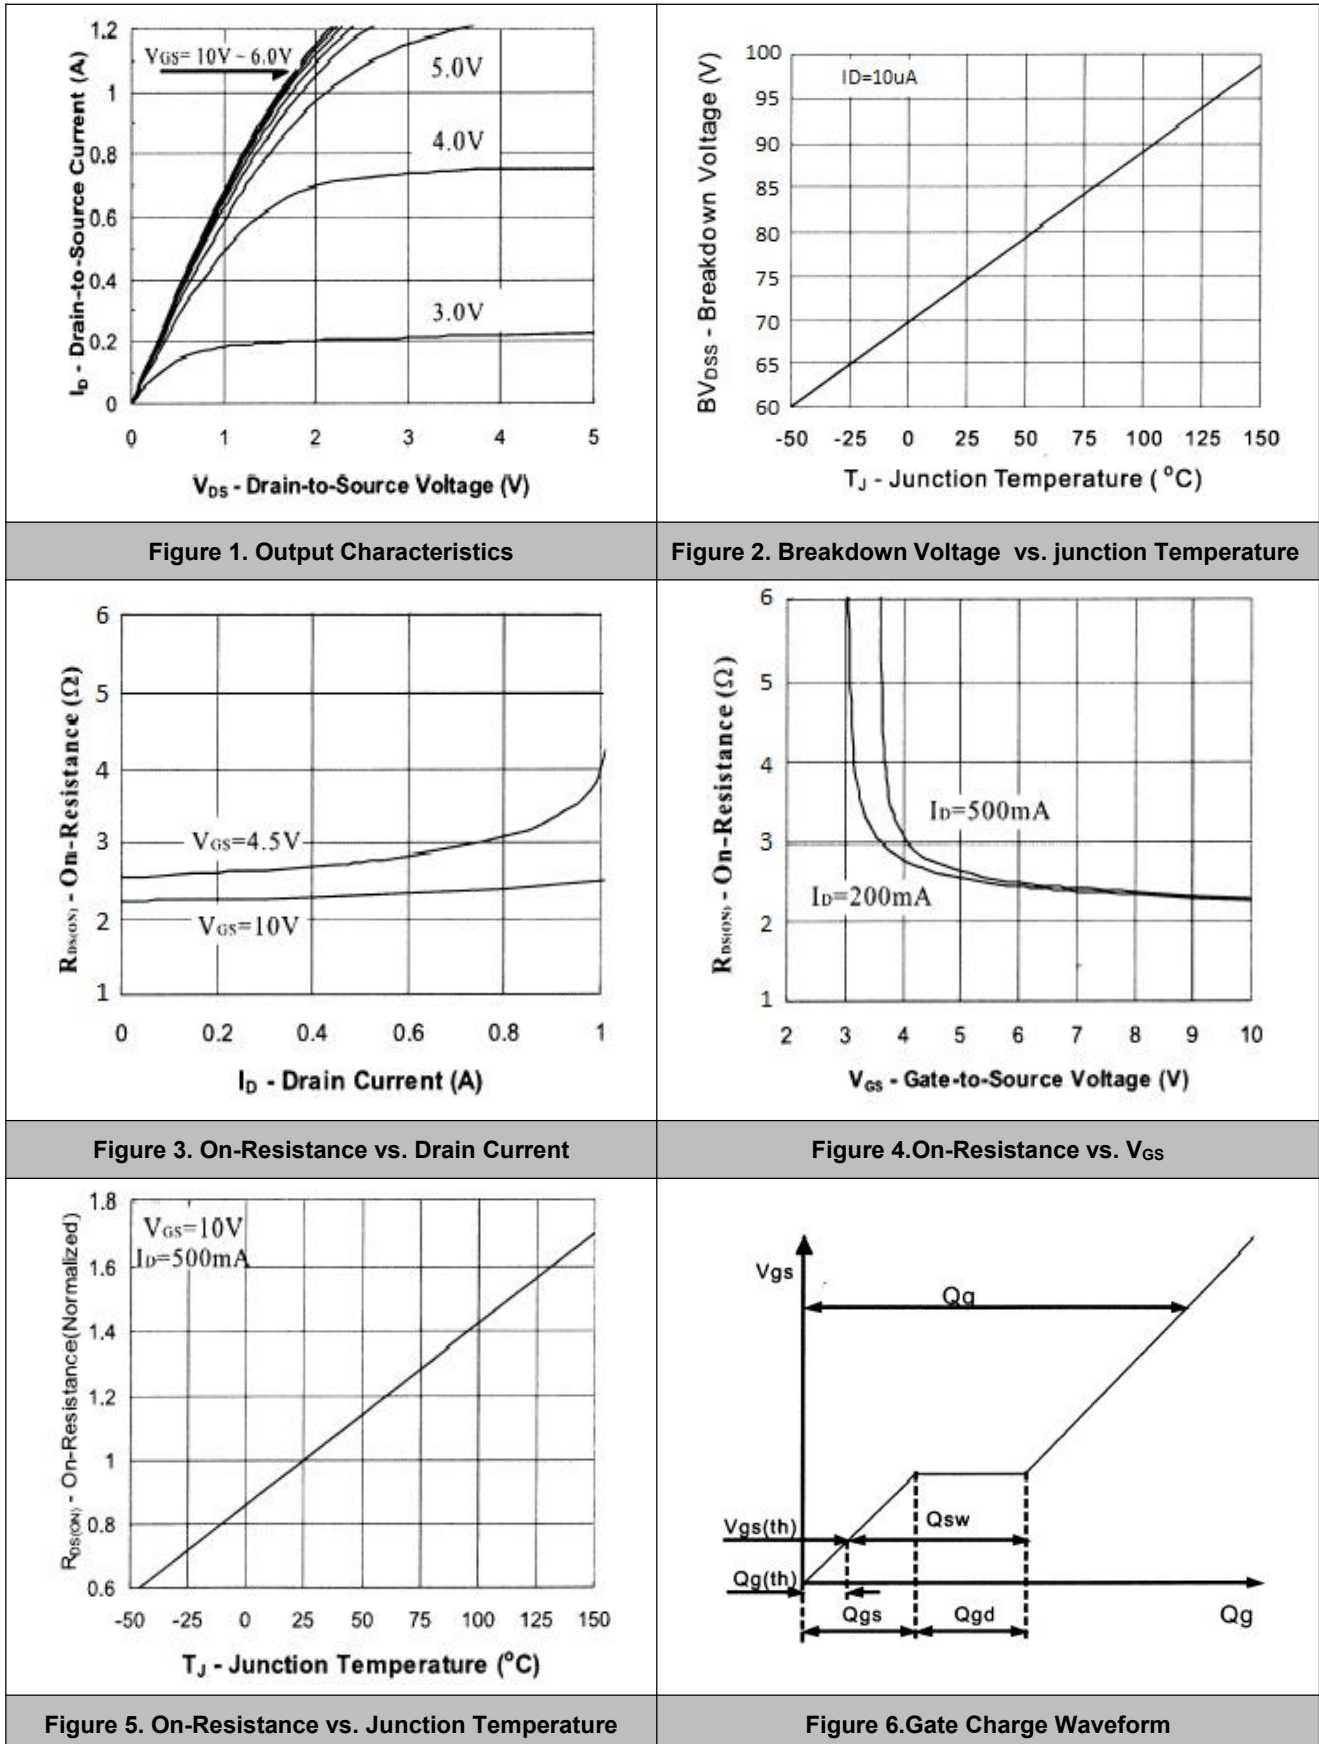 1.2
1
0.8
0.6
0.4
0.2
0
I_D - Drain-to-Source Current (A)
VGS= 10V~6.0V
5.0V
4.0V
3.0V
0 1 2 3 4 5
V_DS - Drain-to-Source Voltage (V)
Figure 1. Output Characteristics
100
95
90
85
80
75
70
65
60
BVDSS - Breakdown Voltage (V)
ID=10uA
-50 -25 0 25 50 75 100 125 150
T_J - Junction Temperature ( °C)
Figure 2. Breakdown Voltage vs. junction Temperature
6
5
4
3
2
1
RDS(ON) - On-Resistance (Ω)
VGS=4.5V
VGS=10V
0 0.2 0.4 0.6 0.8 1
I_D - Drain Current (A)
Figure 3. On-Resistance vs. Drain Current
6
5
4
3
2
1
RDS(ON) - On-Resistance (Ω)
ID=500mA
ID=200mA
2 3 4 5 6 7 8 9 10
V_GS - Gate-to-Source Voltage (V)
Figure 4.On-Resistance vs. V_GS
1.8
1.6
1.4
1.2
1
0.8
0.6
RDS(ON) - On-Resistance(Normalized)
VGS=10V
ID=500mA
-50 -25 0 25 50 75 100 125 150
T_J - Junction Temperature (°C)
Figure 5. On-Resistance vs. Junction Temperature
Vgs
Qg
Vgs(th)
Qsw
Qg(th)
Qgs
Qgd
Qg
Figure 6.Gate Charge Waveform